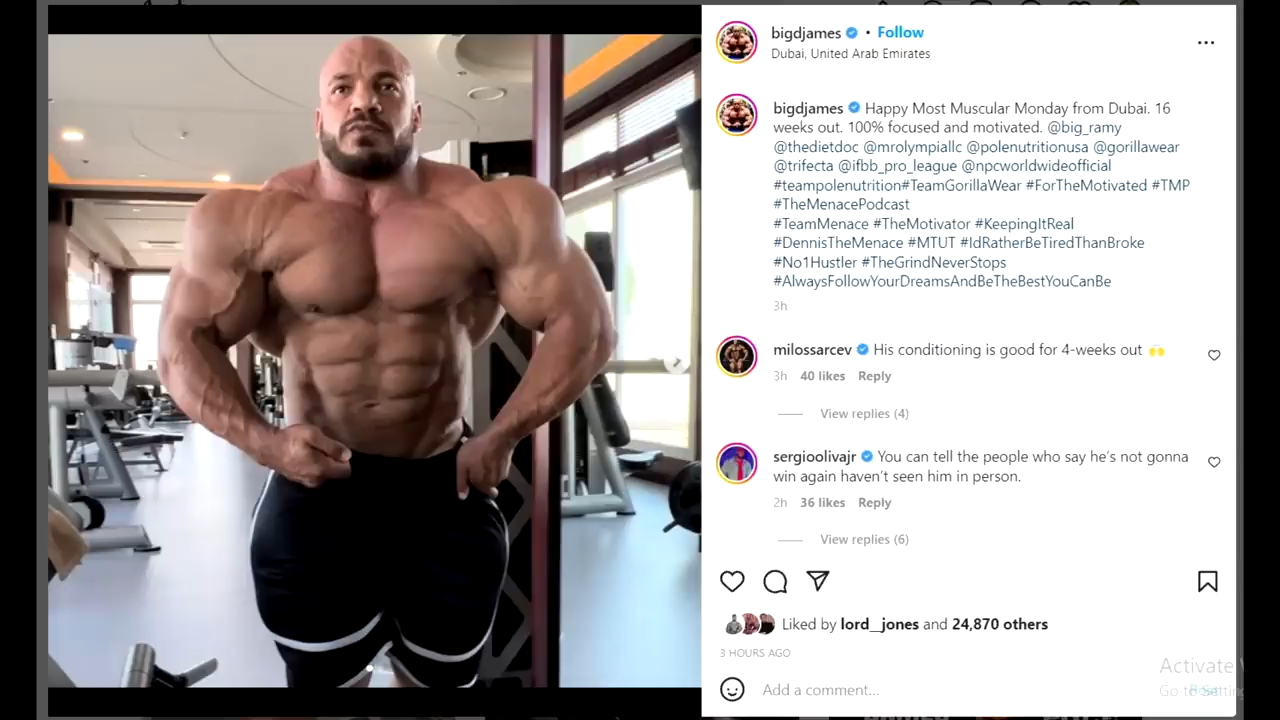 bigdjames • Follow
Dubai, United Arab Emirates
bigdjames Happy Most Muscular Monday from Dubai. 16
weeks out. 100% focused and motivated. @big_ramy
@thedietdoc @mrolympiallc @polenutritionusa @gorillawear
@trifecta @ifbb_pro_league @npcworldwideofficial
#teampolenutrition#TeamGorillaWear #ForTheMotivated #TMP
#TheMenacePodcast
#TeamMenace #TheMotivator #KeepingItReal
#DennisTheMenace #MTUT #IdRatherBeTiredThanBroke
#No1Hustler #TheGrindNeverStops
#AlwaysFollowYourDreamsAndBeTheBestYouCanBe
3h
milossarcev His conditioning is good for 4-weeks out 🙌
3h 40 likes Reply
View replies (4)
sergioolivajr You can tell the people who say he's not gonna
win again haven't seen him in person.
2h 36 likes Reply
View replies (6)
Liked by lord__jones and 24,870 others
3 HOURS AGO
Activate
Add a comment...
Go to